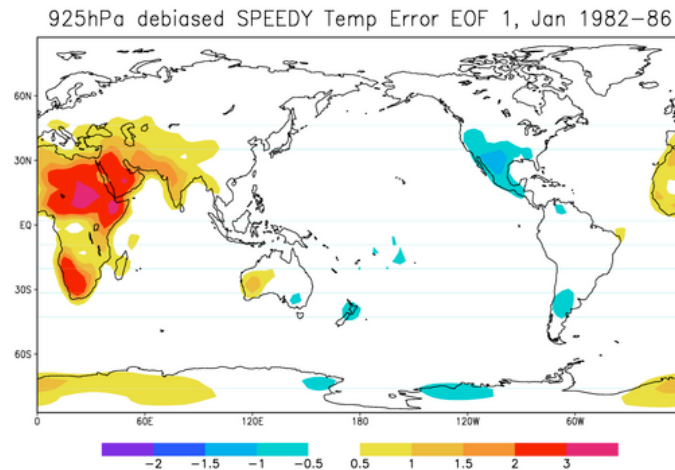 925hPa debiased SPEEDY Temp Error EOF 1, Jan 1982-86
60N
30N
EQ
30S
60S
0 60E 120E 180 120W 60W
-2 -1.5 -1 -0.5 0.5 1 1.5 2 3